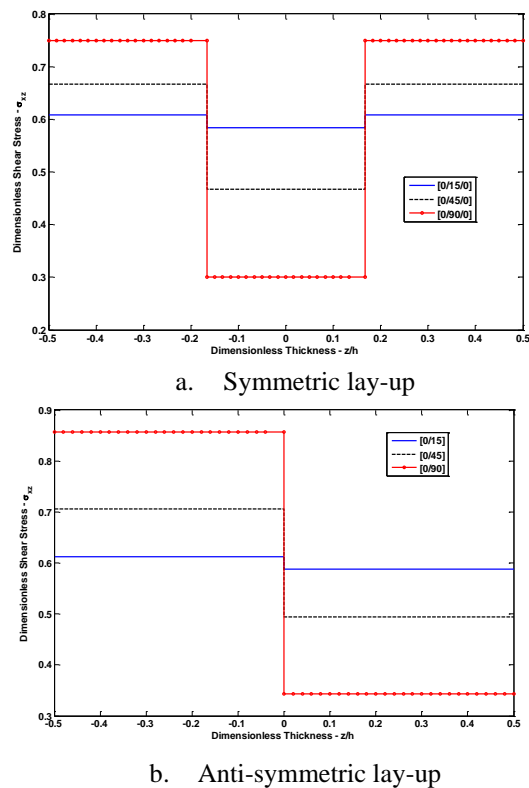 0.8
0.7
0.6
0.5
0.4
0.3
0.2
Dimensionless Shear Stress - σxz
[0/15/0]
[0/45/0]
[0/90/0]
-0.5 -0.4 -0.3 -0.2 -0.1 0 0.1 0.2 0.3 0.4 0.5
Dimensionless Thickness - z/h
a. Symmetric lay-up
0.9
0.8
0.7
0.6
0.5
0.4
0.3
Dimensionless Shear Stress - σxz
[0/15]
[0/45]
[0/90]
-0.5 -0.4 -0.3 -0.2 -0.1 0 0.1 0.2 0.3 0.4 0.5
Dimensionless Thickness - z/h
b. Anti-symmetric lay-up